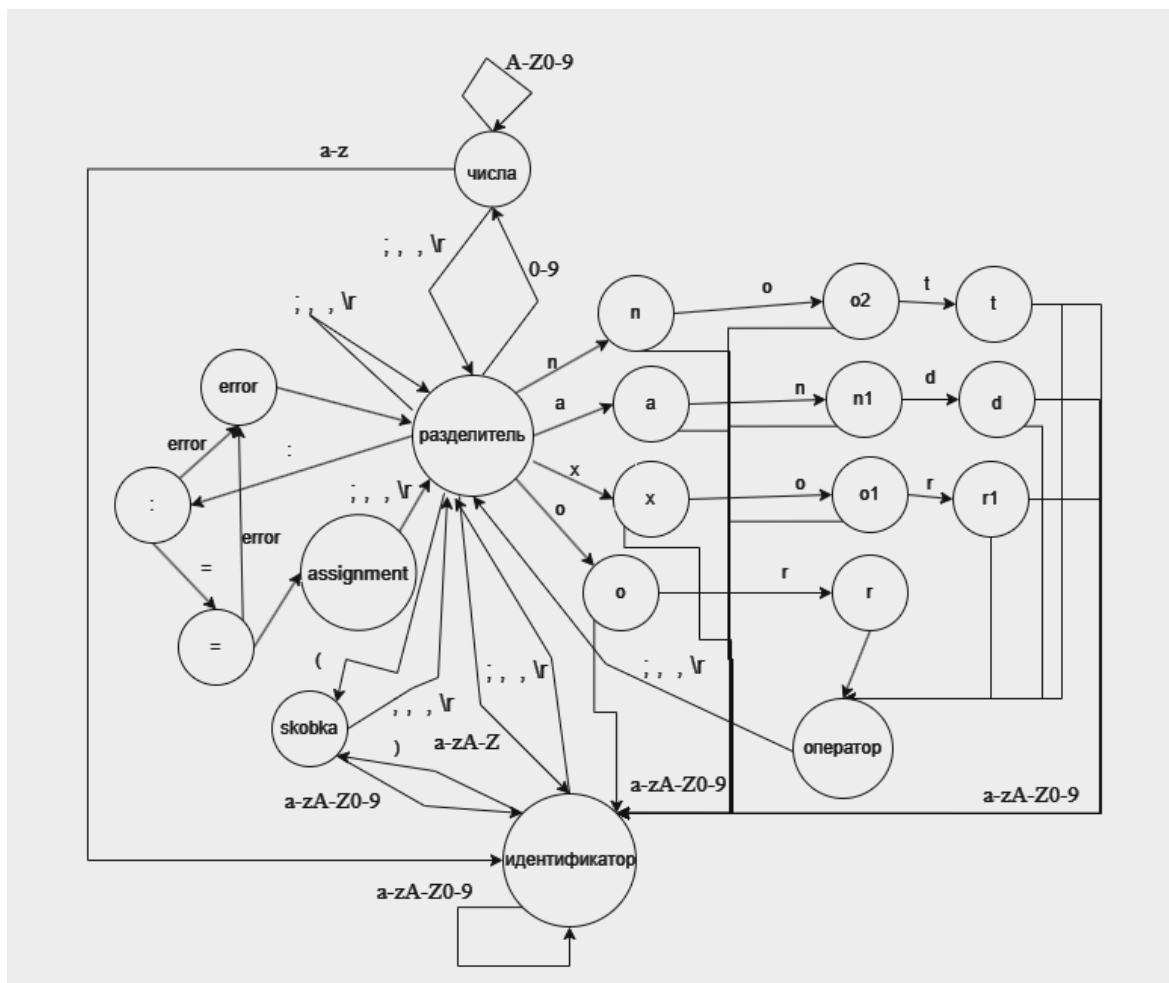 A-Z0-9
a-z
числа
; , , \r
0-9
; , , \r
n
o
o2
t
t
n
error
a
a
n
n1
d
d
разделитель
error
:
:
; , , \r
x
x
o
o1
r
r1
o
error
=
assignment
o
r
r
=
(
; , , \r
; , , \r
skobka
; , , \r
)
a-zA-Z
оператор
a-zA-Z0-9
a-zA-Z0-9
a-zA-Z0-9
идентификатор
a-zA-Z0-9